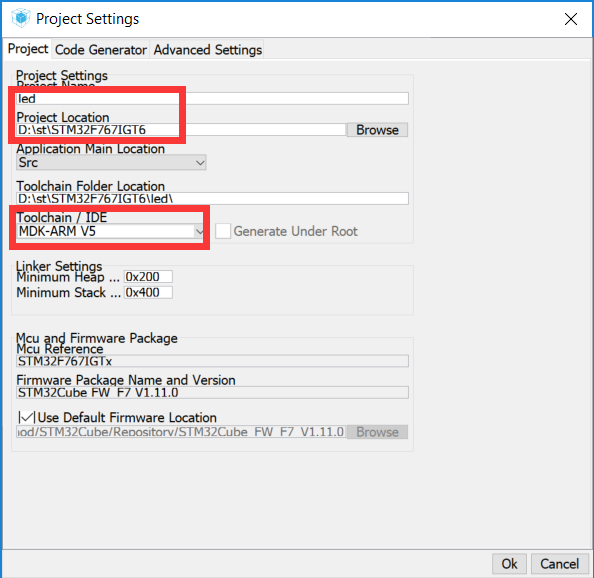 Project Settings
Project Code Generator Advanced Settings
Project Settings
Project Name
led
Project Location
D:\st\STM32F767IGT6 Browse
Application Main Location
Src
Toolchain Folder Location
D:\st\STM32F767IGT6\led\
Toolchain / IDE
MDK-ARM V5 Generate Under Root
Linker Settings
Minimum Heap ... 0x200
Minimum Stack ... 0x400
Mcu and Firmware Package
Mcu Reference
STM32F767IGTx
Firmware Package Name and Version
STM32Cube FW_F7 V1.11.0
Use Default Firmware Location
/STM32Cube/Repository/STM32Cube_FW_F7_V1.11.0 Browse
Ok Cancel